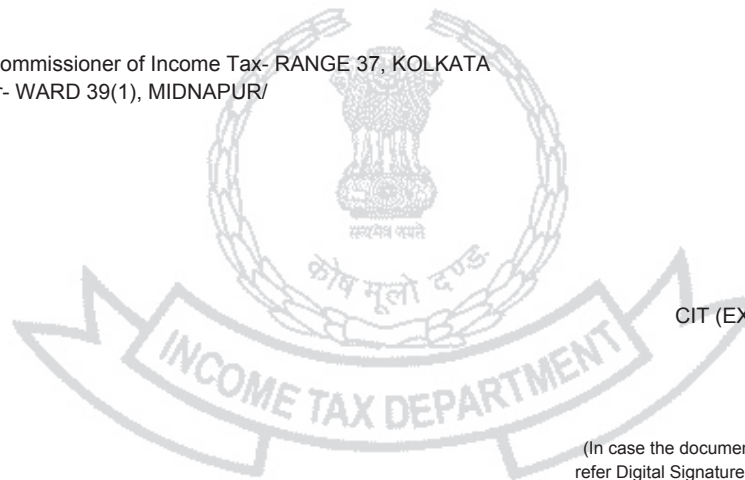 ommissioner of Income Tax- RANGE 37, KOLKATA
- WARD 39(1), MIDNAPUR/
सत्यमेव जयते
कोष मूलो दण्डः
CIT (EX
INCOME TAX DEPARTMENT
(In case the documen
refer Digital Signature